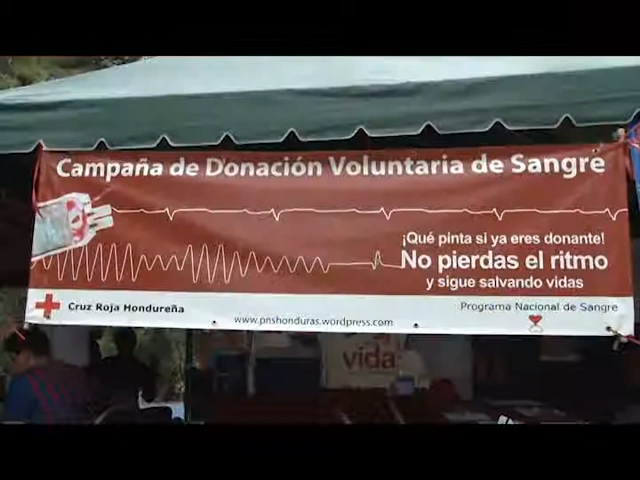 Campaña de Donación Voluntaria de Sangre
¡Qué pinta si ya eres donante!
No pierdas el ritmo
y sigue salvando vidas
Cruz Roja Hondureña
www.pnshonduras.wordpress.com
Programa Nacional de Sangre
vida